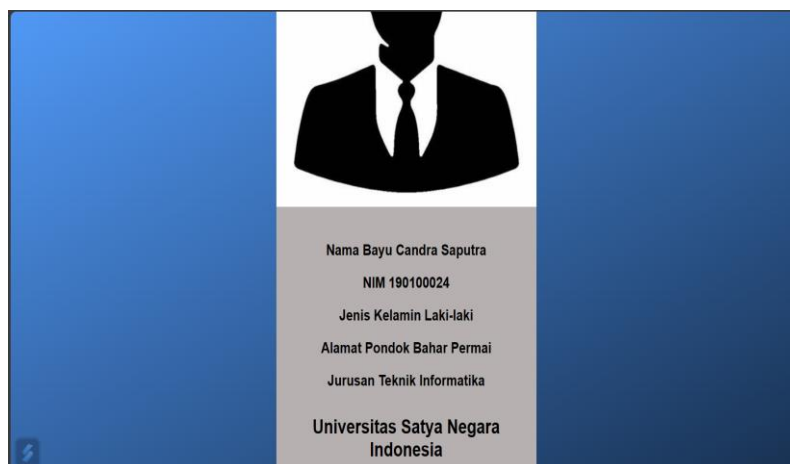 Nama Bayu Candra Saputra
NIM 190100024
Jenis Kelamin Laki-laki
Alamat Pondok Bahar Permai
Jurusan Teknik Informatika
Universitas Satya Negara
Indonesia